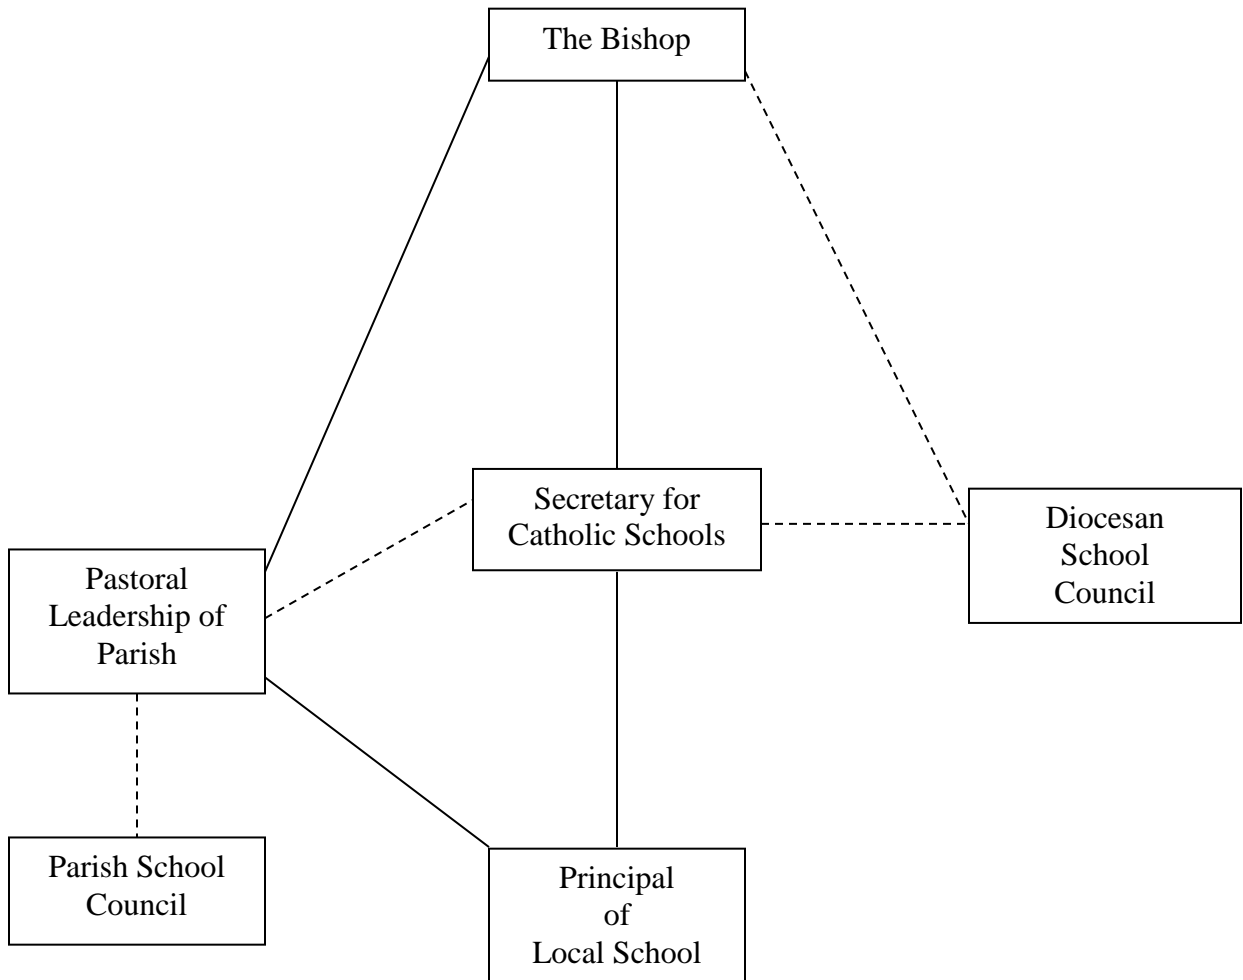 The Bishop
Secretary for
Catholic Schools
Diocesan
School
Council
Pastoral
Leadership of
Parish
Parish School
Council
Principal
of
Local School